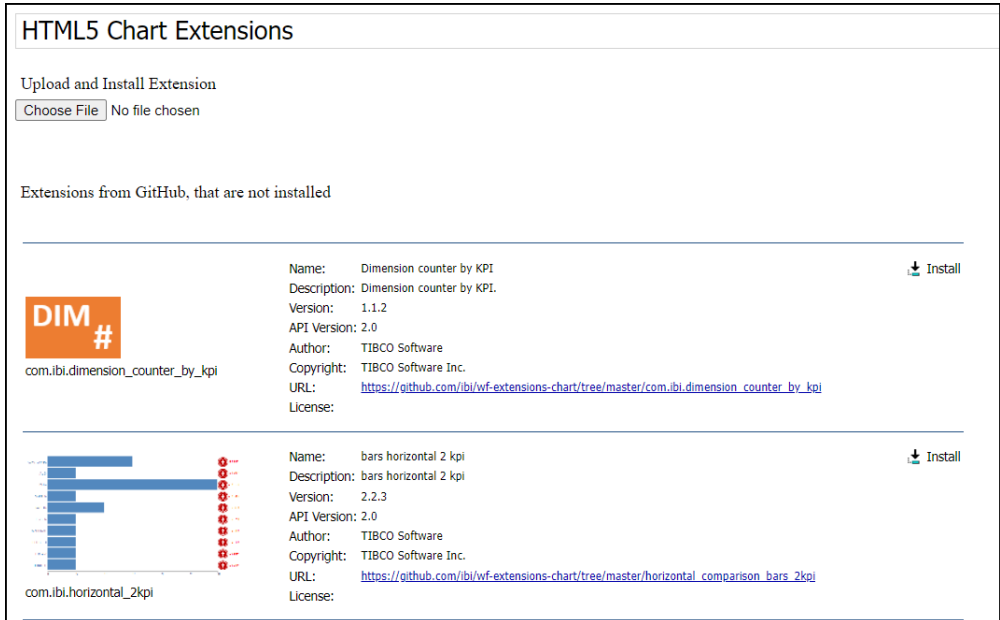 HTML5 Chart Extensions
Upload and Install Extension
Choose File No file chosen
Extensions from GitHub, that are not installed
DIM
#
com.ibi.dimension_counter_by_kpi
Name: Dimension counter by KPI
Description: Dimension counter by KPI.
Version: 1.1.2
API Version: 2.0
Author: TIBCO Software
Copyright: TIBCO Software Inc.
URL: https://github.com/ibi/wf-extensions-chart/tree/master/com.ibi.dimension_counter_by_kpi
License:
Install
com.ibi.horizontal_2kpi
Name: bars horizontal 2 kpi
Description: bars horizontal 2 kpi
Version: 2.2.3
API Version: 2.0
Author: TIBCO Software
Copyright: TIBCO Software Inc.
URL: https://github.com/ibi/wf-extensions-chart/tree/master/horizontal_comparison_bars_2kpi
License:
Install